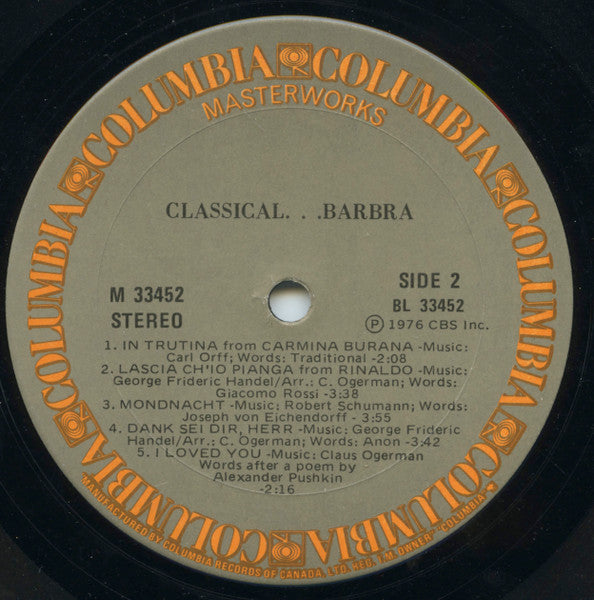 COLUMBIA COLUMBIA COLUMBIA COLUMBIA COLUMBIA COLUMBIA COLUMBIA COLUMBIA
MASTERWORKS
CLASSICAL. . .BARBRA
M 33452
STEREO
SIDE 2
BL 33452
Ⓟ 1976 CBS Inc.
1. IN TRUTINA from CARMINA BURANA -Music:
Carl Orff; Words: Traditional -2:08
2. LASCIA CH'IO PIANGA from RINALDO -Music:
George Frideric Handel/Arr.: C. Ogerman; Words:
Giacomo Rossi - 3:38
3. MONDNACHT -Music: Robert Schumann; Words:
Joseph von Eichendorff - 3:55
4. DANK SEI DIR, HERR -Music: George Frideric
Handel/Arr.: C. Ogerman; Words: Anon -3:42
5. I LOVED YOU -Music: Claus Ogerman
Words after a poem by
Alexander Pushkin
-2:16
"MANUFACTURED BY COLUMBIA RECORDS OF CANADA, LTD. REG. T.M. OWNER" "COLUMBIA"